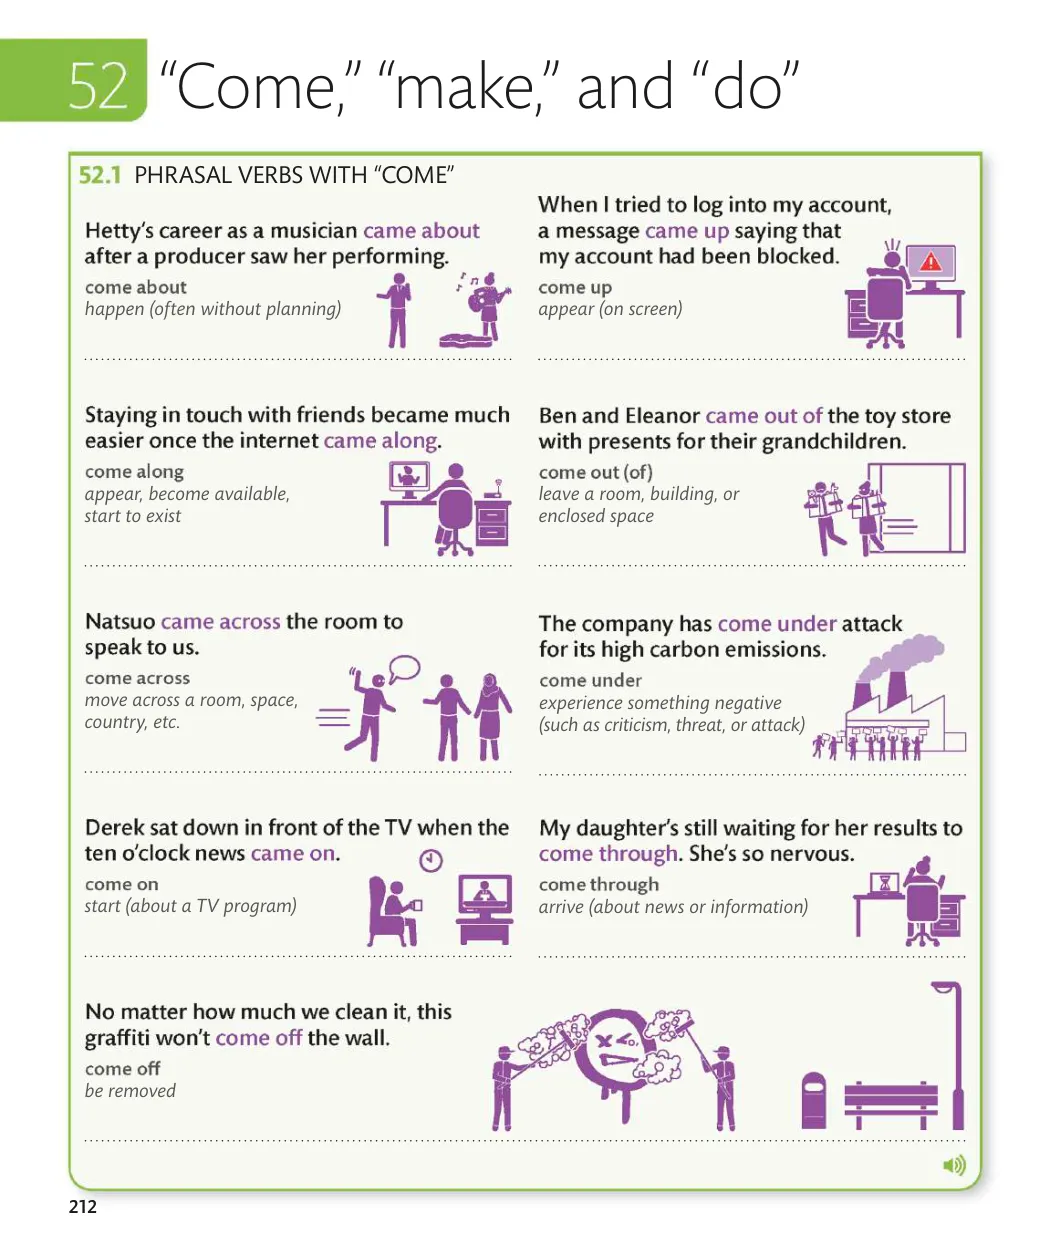 52 “Come,” “make,” and “do”
52.1 PHRASAL VERBS WITH “COME”
Hetty’s career as a musician came about
after a producer saw her performing.
come about
happen (often without planning)
When I tried to log into my account,
a message came up saying that
my account had been blocked.
come up
appear (on screen)
Staying in touch with friends became much
easier once the internet came along.
come along
appear, become available,
start to exist
Ben and Eleanor came out of the toy store
with presents for their grandchildren.
come out (of)
leave a room, building, or
enclosed space
Natsuo came across the room to
speak to us.
come across
move across a room, space,
country, etc.
The company has come under attack
for its high carbon emissions.
come under
experience something negative
(such as criticism, threat, or attack)
Derek sat down in front of the TV when the
ten o’clock news came on.
come on
start (about a TV program)
My daughter’s still waiting for her results to
come through. She’s so nervous.
come through
arrive (about news or information)
No matter how much we clean it, this
graffiti won’t come off the wall.
come off
be removed
212